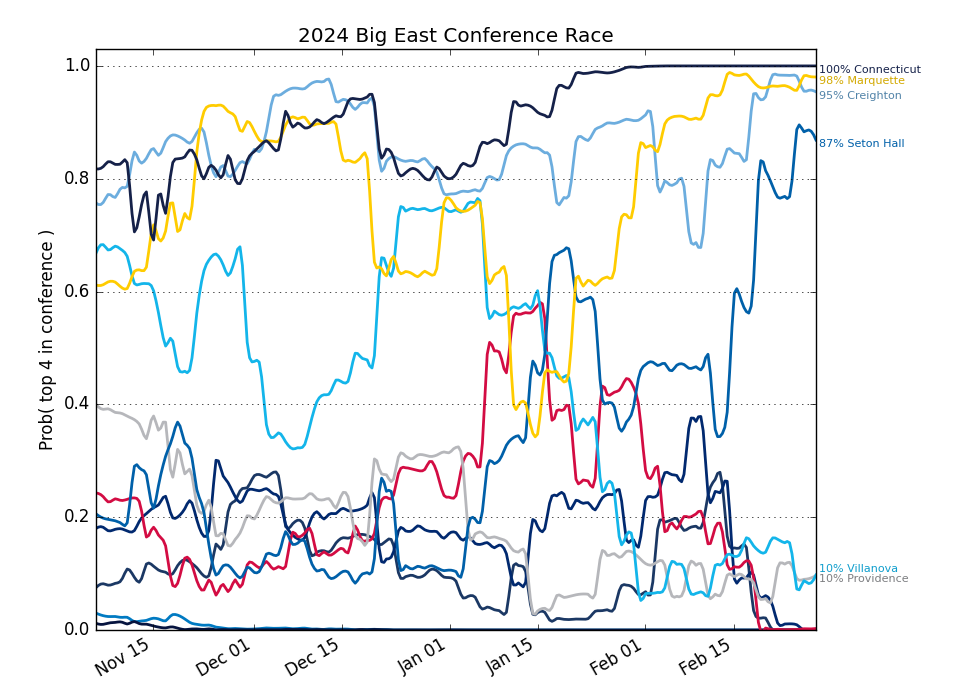 2024 Big East Conference Race
Prob( top 4 in conference )
1.0
0.8
0.6
0.4
0.2
0.0
Nov 15
Dec 01
Dec 15
Jan 01
Jan 15
Feb 01
Feb 15
100% Connecticut
98% Marquette
95% Creighton
87% Seton Hall
10% Villanova
10% Providence